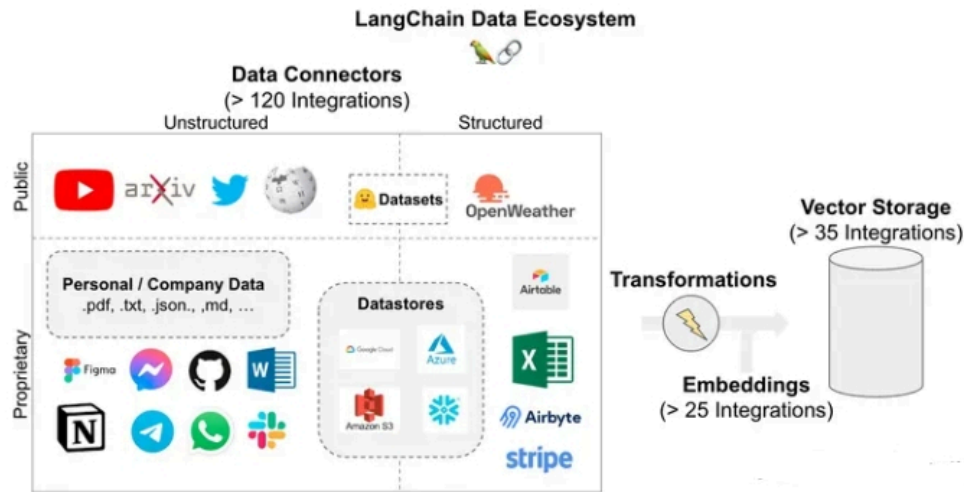 LangChain Data Ecosystem
Data Connectors
(> 120 Integrations)
Unstructured
Structured
Public
arXiv
Datasets
OpenWeather
Proprietary
Personal / Company Data
.pdf, .txt, .json., ,md, …
Datastores
Google Cloud
Azure
Amazon S3
Figma
W
N
Airtable
X
Airbyte
stripe
Transformations
Embeddings
(> 25 Integrations)
Vector Storage
(> 35 Integrations)